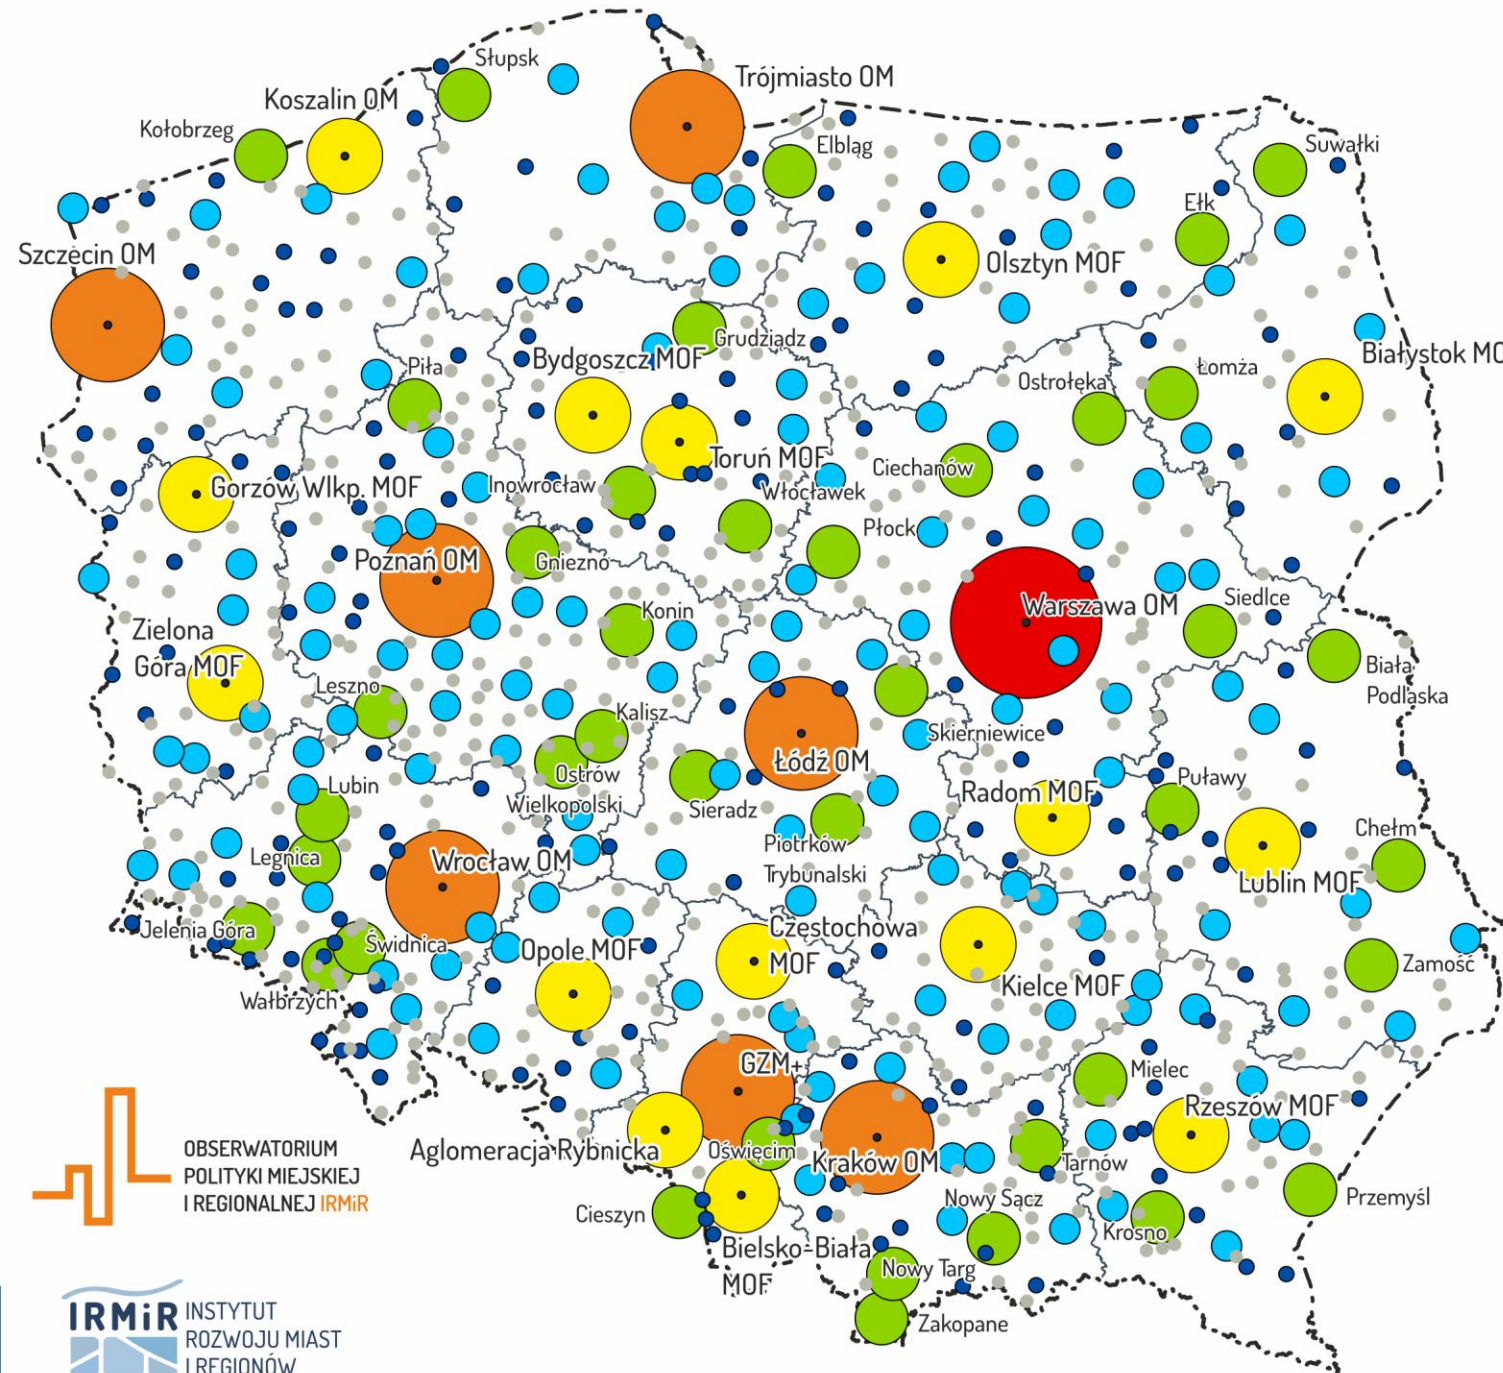 Słupsk
Trójmiasto OM
Koszalin OM
Kołobrzeg
Elbląg
Suwałki
Ełk
Szczecin OM
Olsztyn MOF
Grudziądz
Bydgoszcz MOF
Białystok MO
Piła
Łomża
Ostrołęka
Toruń MOF
Ciechanów
Gorzów Wlkp. MOF
Inowrocław
Włocławek
Płock
Poznań OM
Gniezno
Warszawa OM
Siedlce
Konin
Zielona
Góra MOF
Biała
Podlaska
Leszno
Kalisz
Skierniewice
Łódź OM
Ostrów
Wielkopolski
Sieradz
Lubin
Puławy
Radom MOF
Piotrków
Trybunalski
Chełm
Legnica
Wrocław OM
Lublin MOF
Jelenia Góra
Świdnica
Częstochowa
MOF
Opole MOF
Zamość
Wałbrzych
Kielce MOF
GZM+
Mielec
Rzeszów MOF
Aglomeracja Rybnicka
Oświęcim
Kraków OM
Tarnów
Nowy Sącz
Przemyśl
Cieszyn
Krosno
Bielsko-Biała
MOF
Nowy Targ
Zakopane
OBSERWATORIUM
POLITYKI MIEJSKIEJ
I REGIONALNEJ IRMiR
IRMiR INSTYTUT
ROZWOJU MIAST
I REGIONÓW